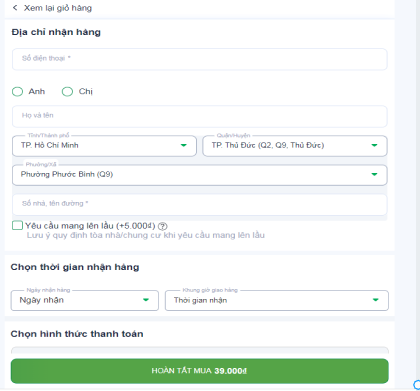 Xem lại giỏ hàng
Địa chỉ nhận hàng
Số điện thoại *
Anh Chị
Họ và tên
Tỉnh/Thành phố Quận/Huyện
TP. Hồ Chí Minh TP. Thủ Đức (Q2, Q9, Thủ Đức)
Phường/Xã
Phường Phước Bình (Q9)
Số nhà, tên đường *
Yêu cầu mang lên lầu (+5.000₫) ?
Lưu ý quy định tòa nhà/chung cư khi yêu cầu mang lên lầu
Chọn thời gian nhận hàng
Ngày nhận hàng Khung giờ giao hàng
Ngày nhận Thời gian nhận
Chọn hình thức thanh toán
HOÀN TẤT MUA 39.000₫